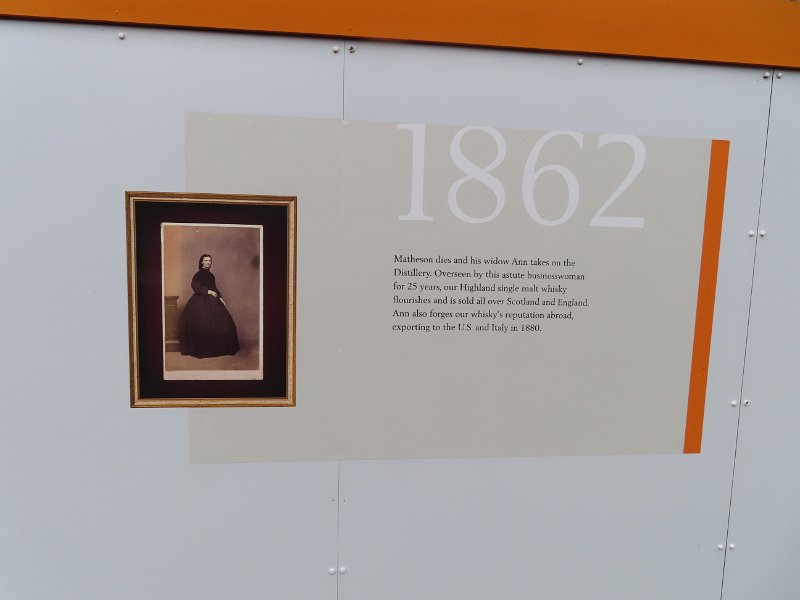 1862
Matheson dies and his widow Ann takes on the
Distillery. Overseen by this astute businesswoman
for 25 years, our Highland single malt whisky
flourishes and is sold all over Scotland and England.
Ann also forges our whisky's reputation abroad,
exporting to the U.S. and Italy in 1880.